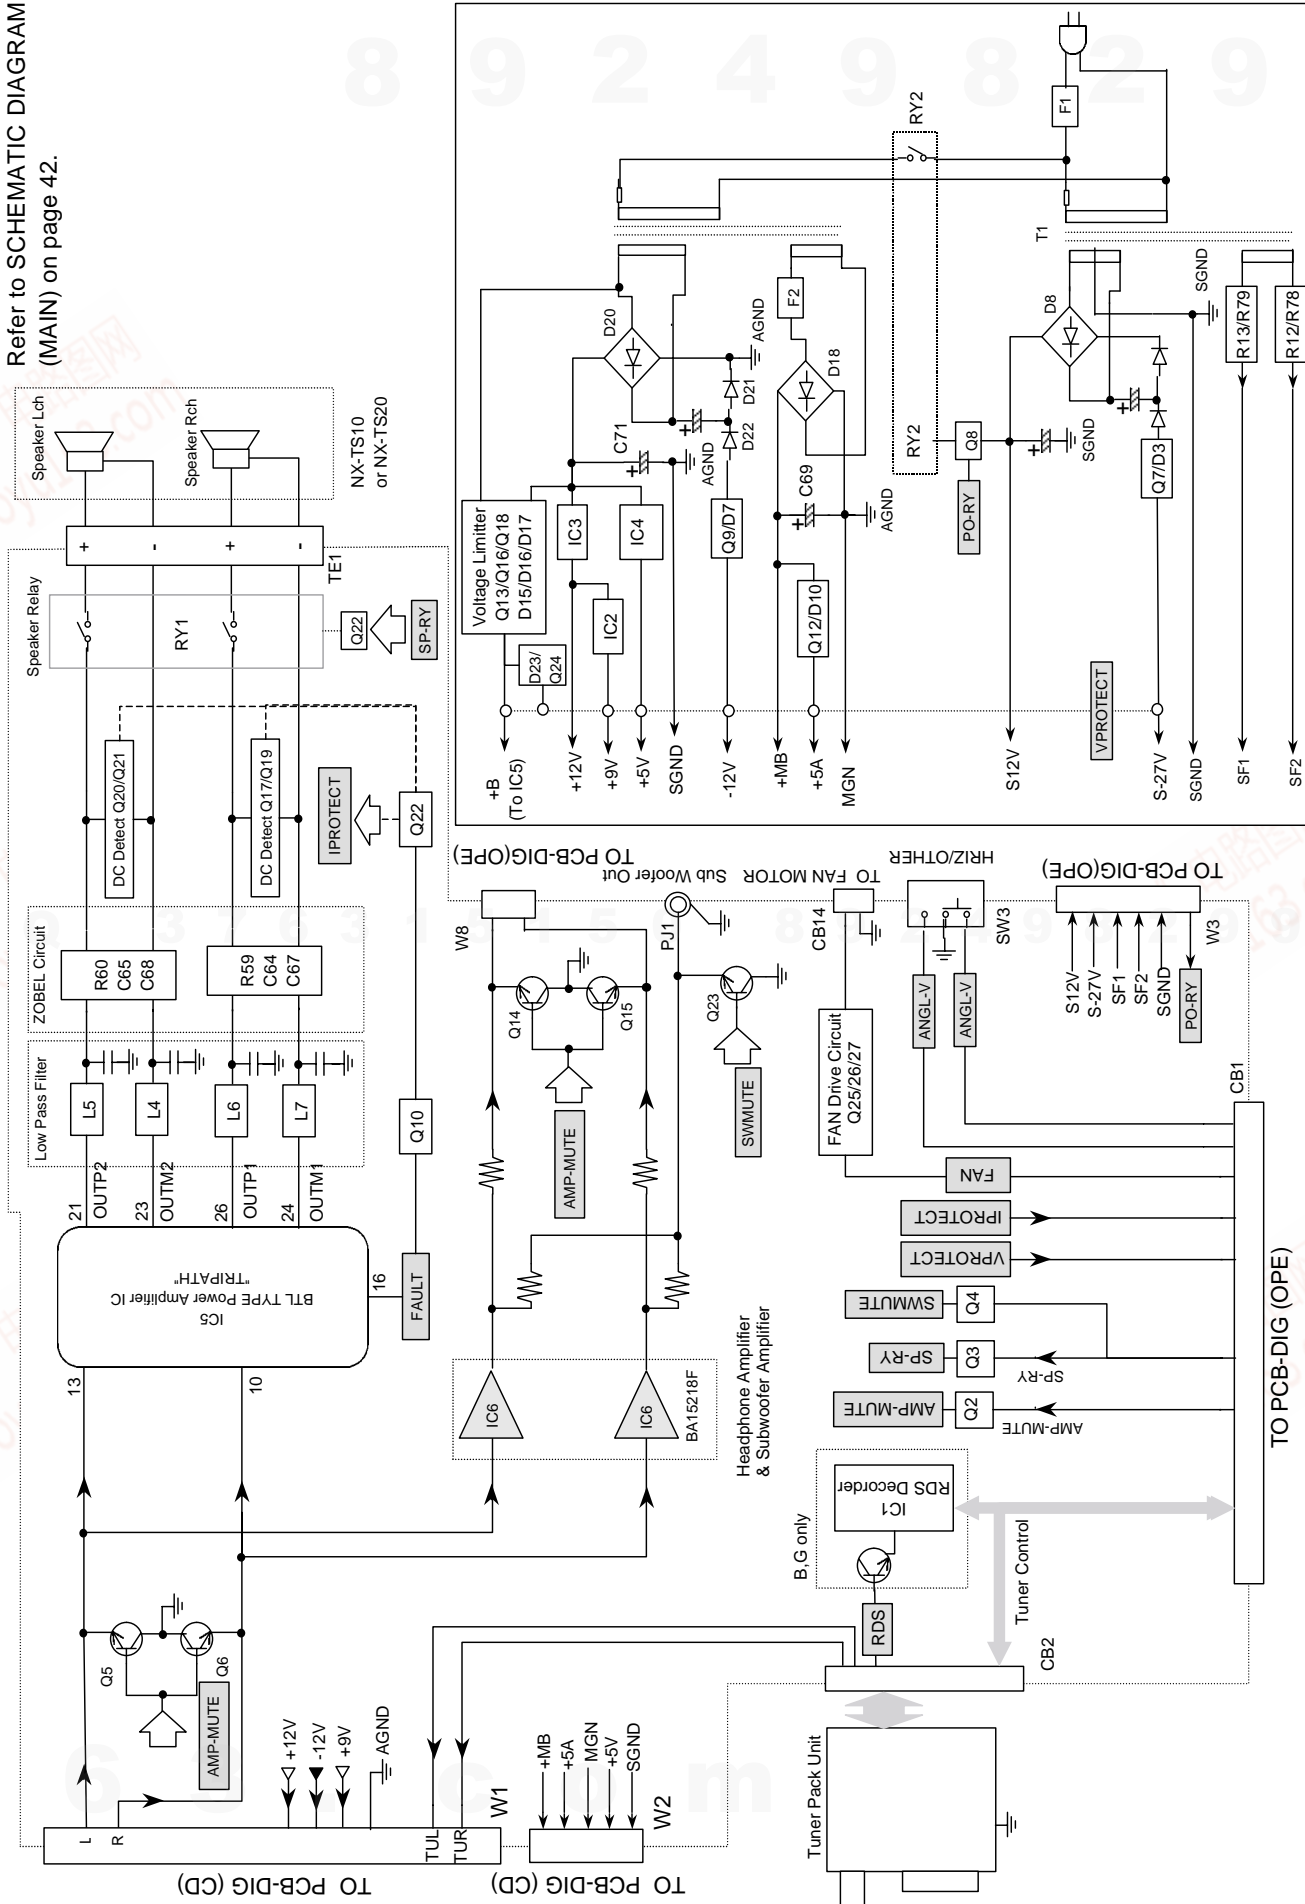 Refer to SCHEMATIC DIAGRAM
(MAIN) on page 42.
TO PCB-DIG (CD)
L
R
+12V
-12V
+9V
AGND
TUL
TUR
W1
AMP-MUTE
Q5
Q6
13
10
IC5
BTL TYPE Power Amplifier IC
"TRIPATH"
16
FAULT
Q10
Q22
IPROTECT
21
OUTP2
23
OUTM2
26
OUTP1
24
OUTM1
Low Pass Filter
L5
L4
L6
L7
ZOBEL Circuit
R60
C65
C68
R59
C64
C67
DC Detect Q20/Q21
DC Detect Q17/Q19
Speaker Relay
RY1
Q22
SP-RY
TE1
+
-
+
-
Speaker Lch
Speaker Rch
NX-TS10
or NX-TS20
TO PCB-DIG (CD)
W2
+MB
+5A
MGN
+5V
SGND
IC6
IC6
BA15218F
Headphone Amplifier
& Subwoofer Amplifier
AMP-MUTE
Q14
Q15
W8
TO PCB-DIG(OPE)
Sub Woofer Out
PJ1
Q23
SWMUTE
TO FAN MOTOR
CB14
FAN Drive Circuit
Q25/26/27
HRIZ/OTHER
SW3
ANGL-V
ANGL-V
FAN
IPROTECT
VPROTECT
SWMUTE
Q4
SP-RY
Q3
SP-RY
AMP-MUTE
Q2
AMP-MUTE
TO PCB-DIG(OPE)
W3
S12V
S-27V
SF1
SF2
SGND
PO-RY
CB1
TO PCB-DIG (OPE)
B,G only
IC1
RDS Decorder
RDS
Tuner Control
CB2
Tuner Pack Unit
Voltage Limitter
Q13/Q16/Q18
D15/D16/D17
D23/
Q24
+B
(To IC5)
IC3
+12V
IC2
+9V
IC4
+5V
SGND
C71
AGND
Q9/D7
-12V
D22
D21
D20
AGND
+MB
Q12/D10
+5A
MGN
C69
AGND
D18
F2
RY2
RY2
PO-RY
Q8
F1
T1
D8
S12V
SGND
VPROTECT
Q7/D3
S-27V
SGND
SGND
R13/R79
SF1
R12/R78
SF2